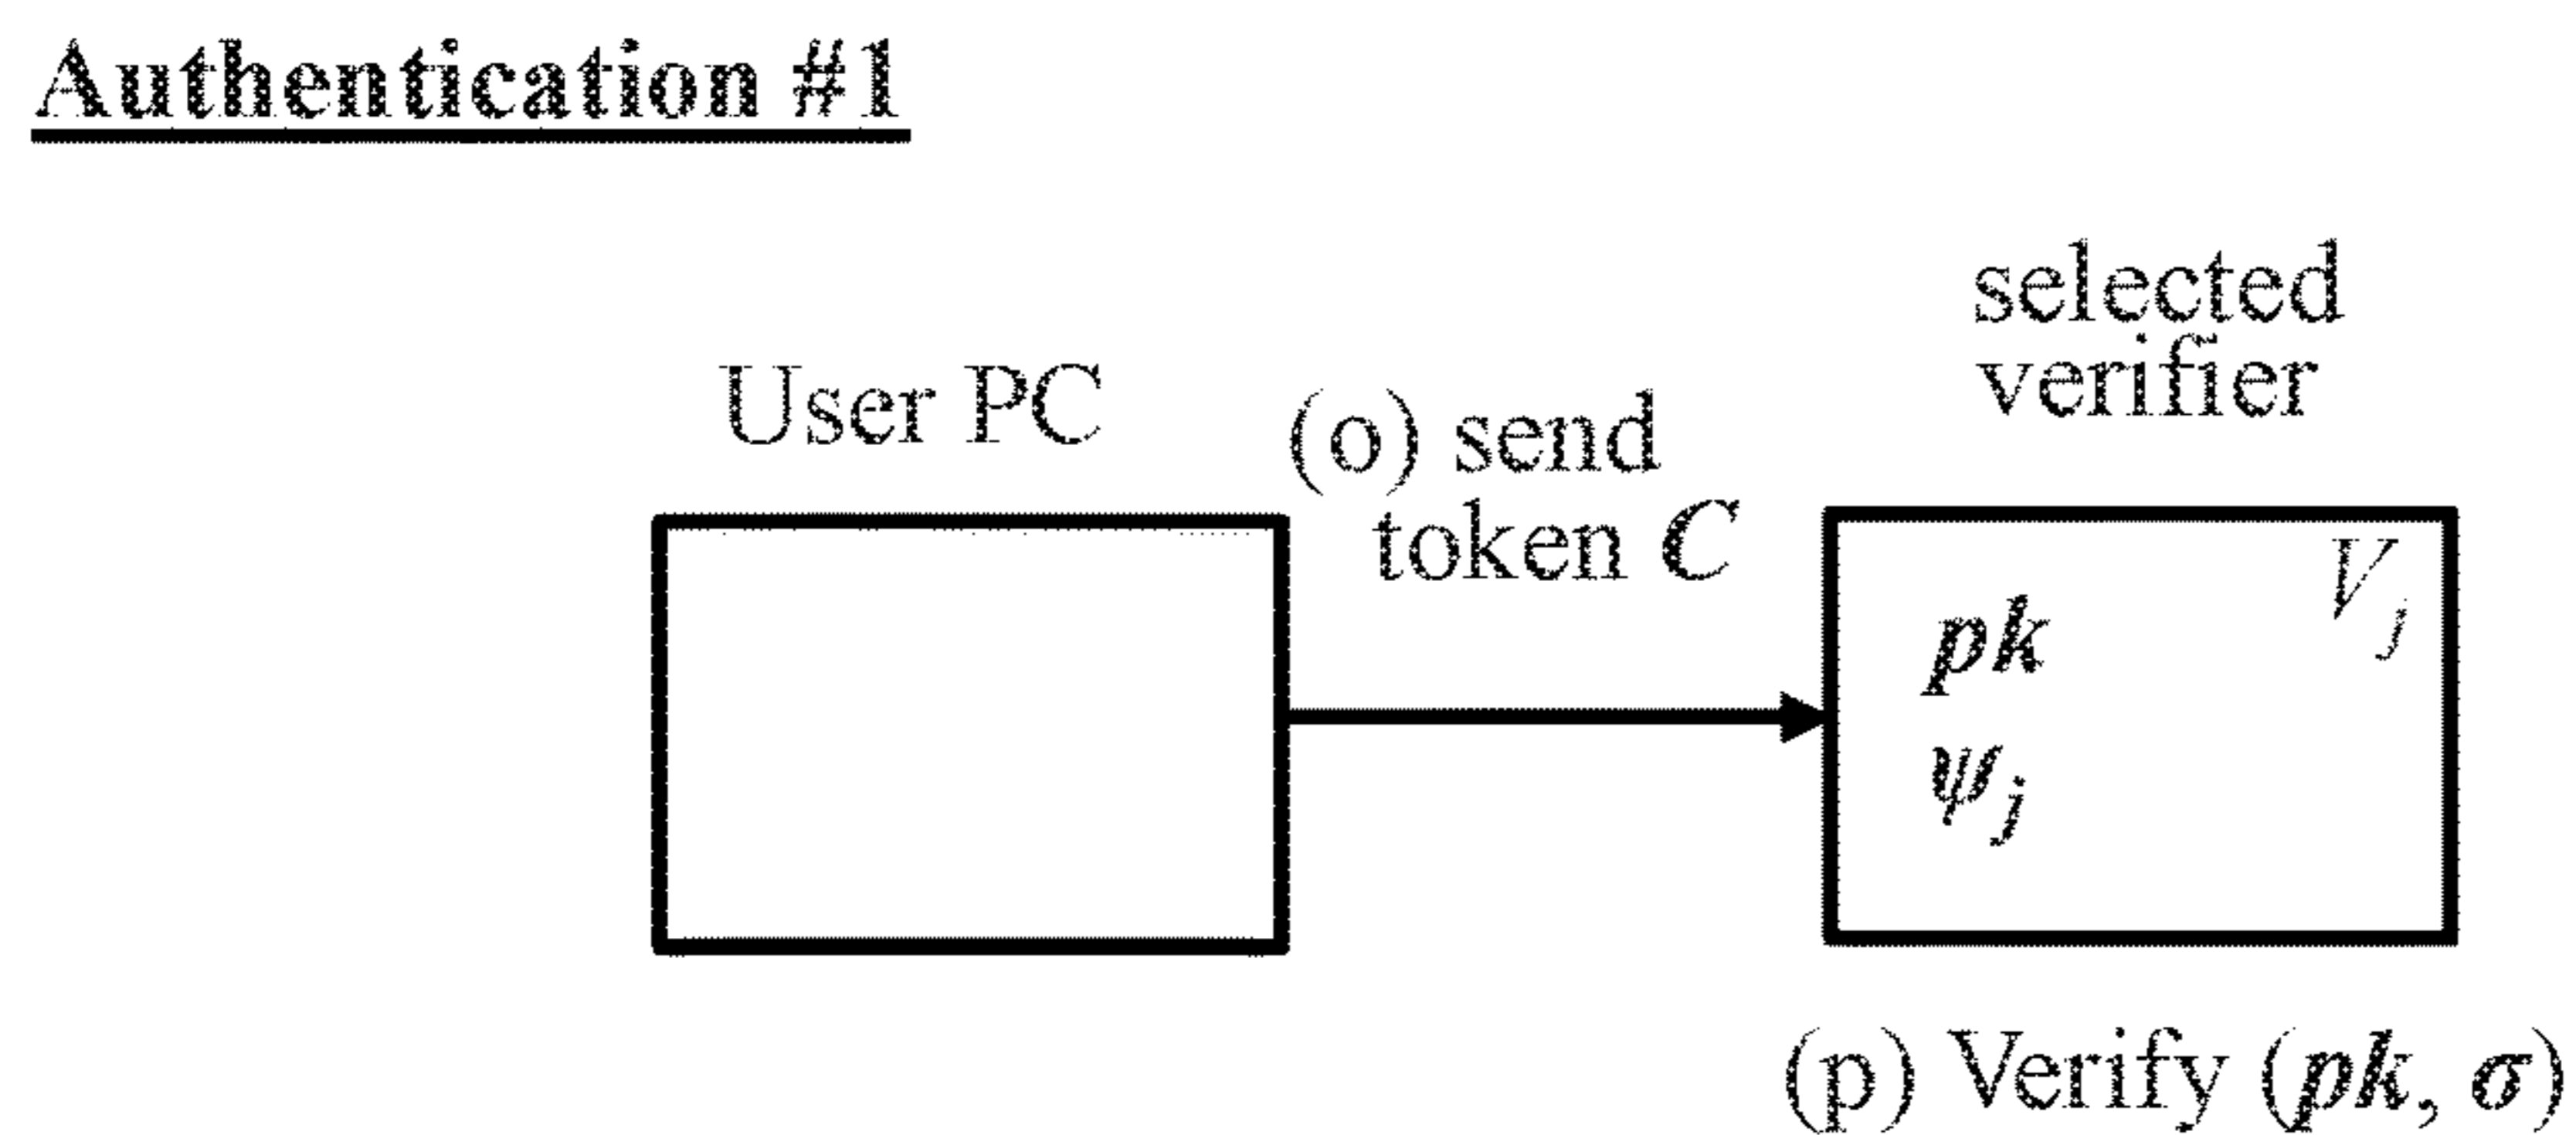 Authentication #1
selected
verifier
User PC
(o) send
token C
V_j
pk
ψ_j
(p) Verify (pk, σ)